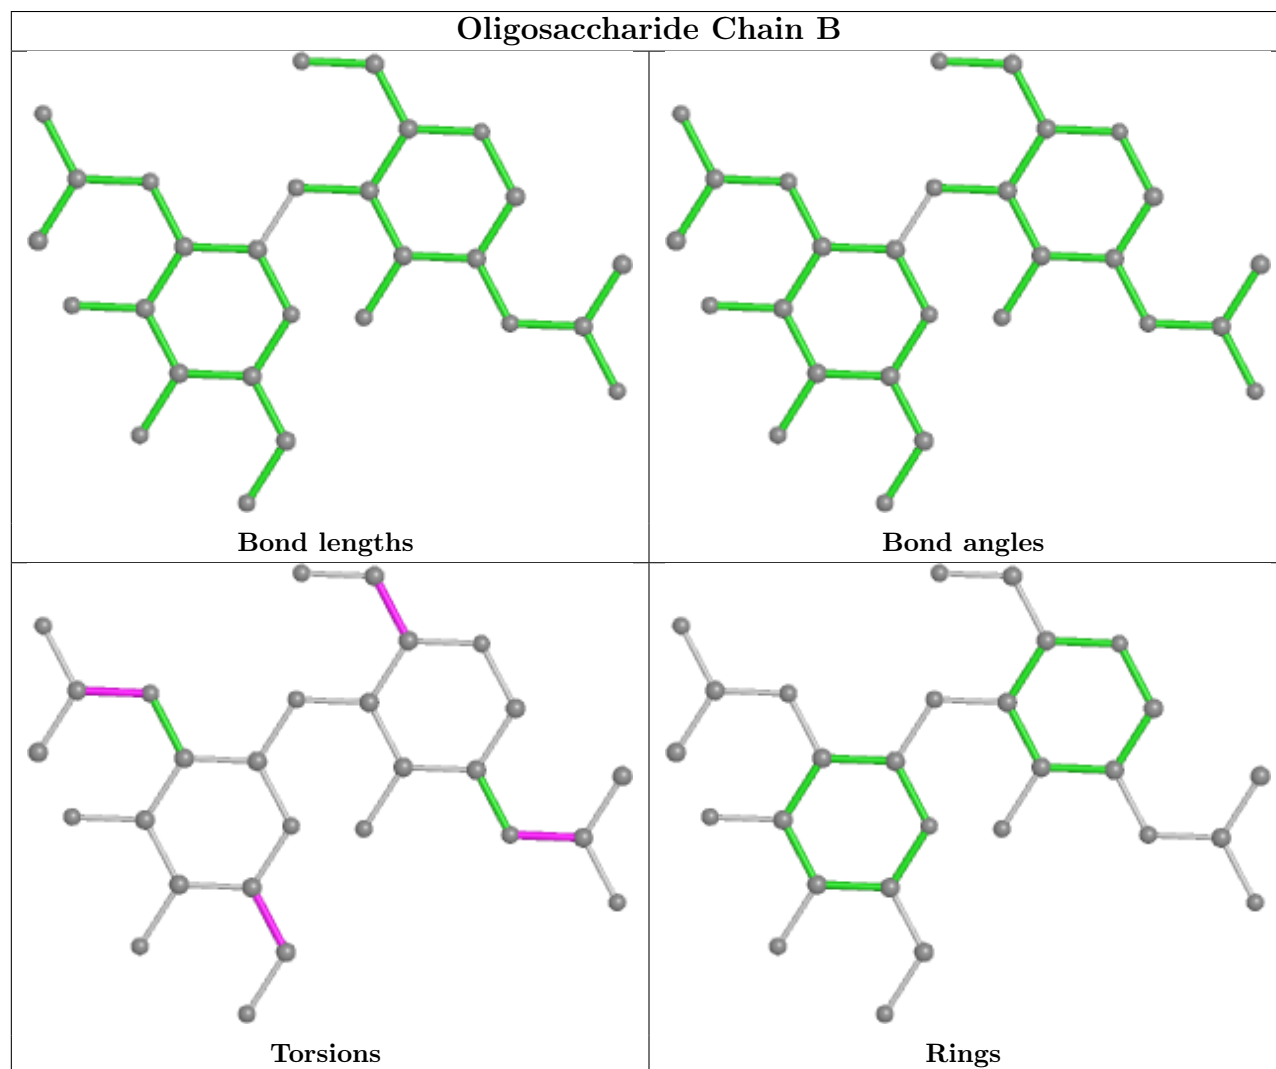 Oligosaccharide Chain B
Bond lengths
Bond angles
Torsions
Rings